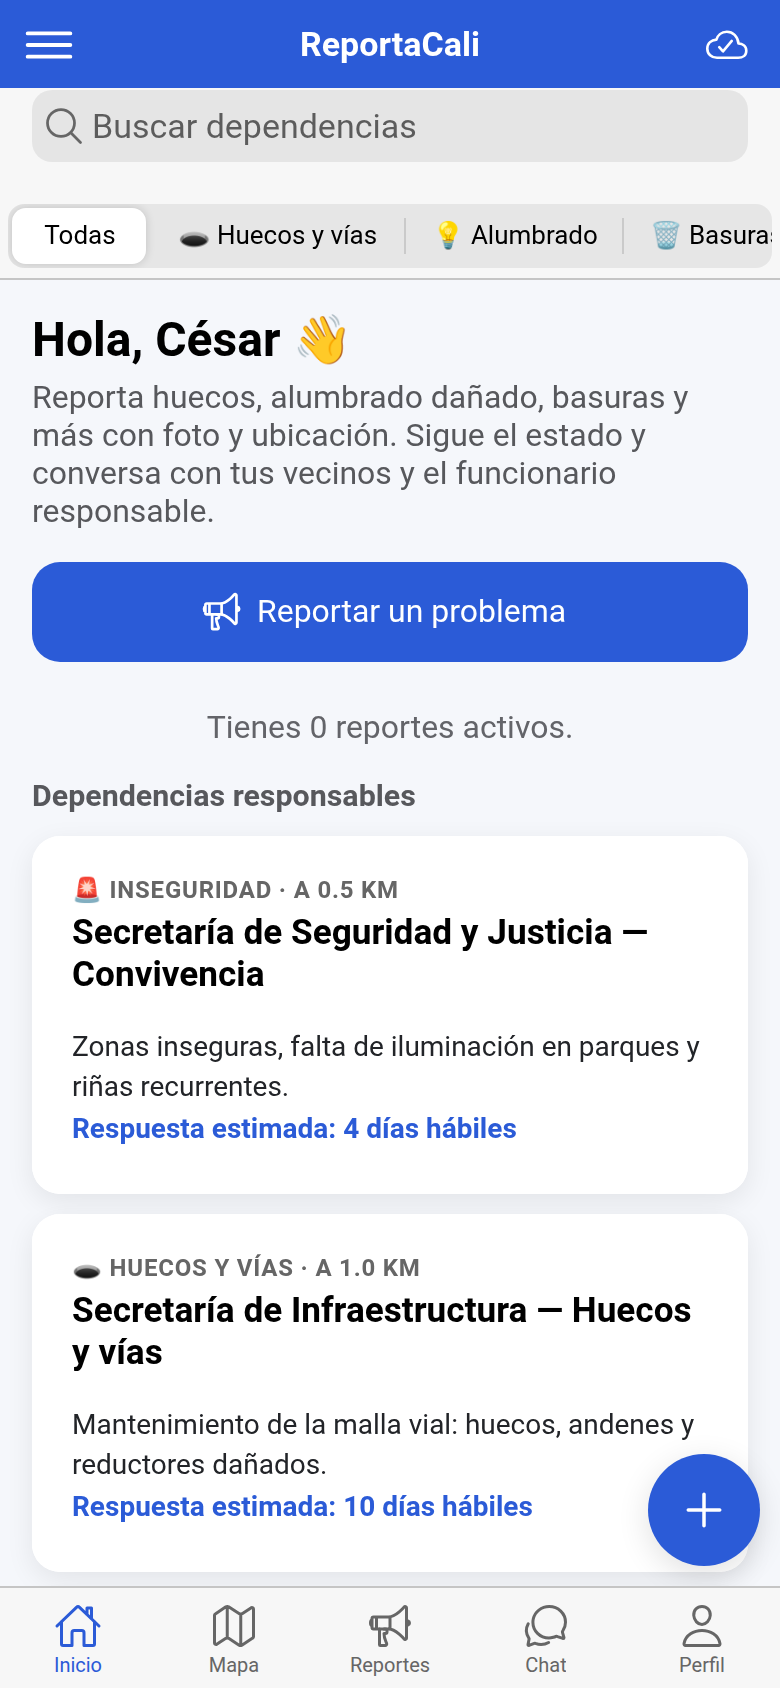 ReportaCali
Buscar dependencias
Todas
🕳️ Huecos y vías
💡 Alumbrado
🗑️ Basuras
Hola, César 👋
Reporta huecos, alumbrado dañado, basuras y
más con foto y ubicación. Sigue el estado y
conversa con tus vecinos y el funcionario
responsable.
Reportar un problema
Tienes 0 reportes activos.
Dependencias responsables
🚨 INSEGURIDAD · A 0.5 KM
Secretaría de Seguridad y Justicia —
Convivencia
Zonas inseguras, falta de iluminación en parques y
riñas recurrentes.
Respuesta estimada: 4 días hábiles
🕳️ HUECOS Y VÍAS · A 1.0 KM
Secretaría de Infraestructura — Huecos
y vías
Mantenimiento de la malla vial: huecos, andenes y
reductores dañados.
Respuesta estimada: 10 días hábiles
Inicio
Mapa
Reportes
Chat
Perfil